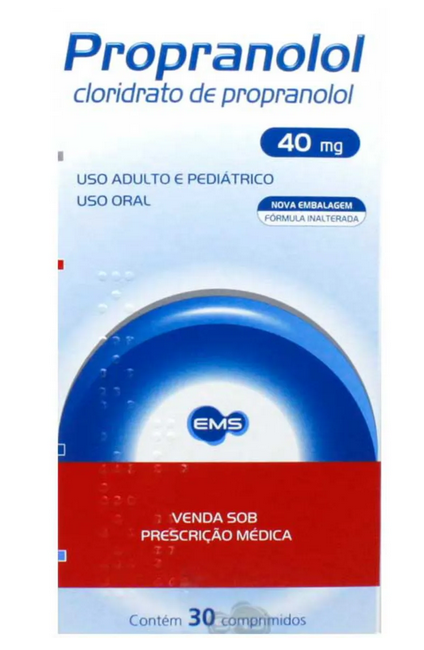 Propranolol
cloridrato de propranolol
40 mg
USO ADULTO E PEDIÁTRICO
USO ORAL
NOVA EMBALAGEM
FÓRMULA INALTERADA
EMS
VENDA SOB
PRESCRIÇÃO MÉDICA
Contém 30 comprimidos